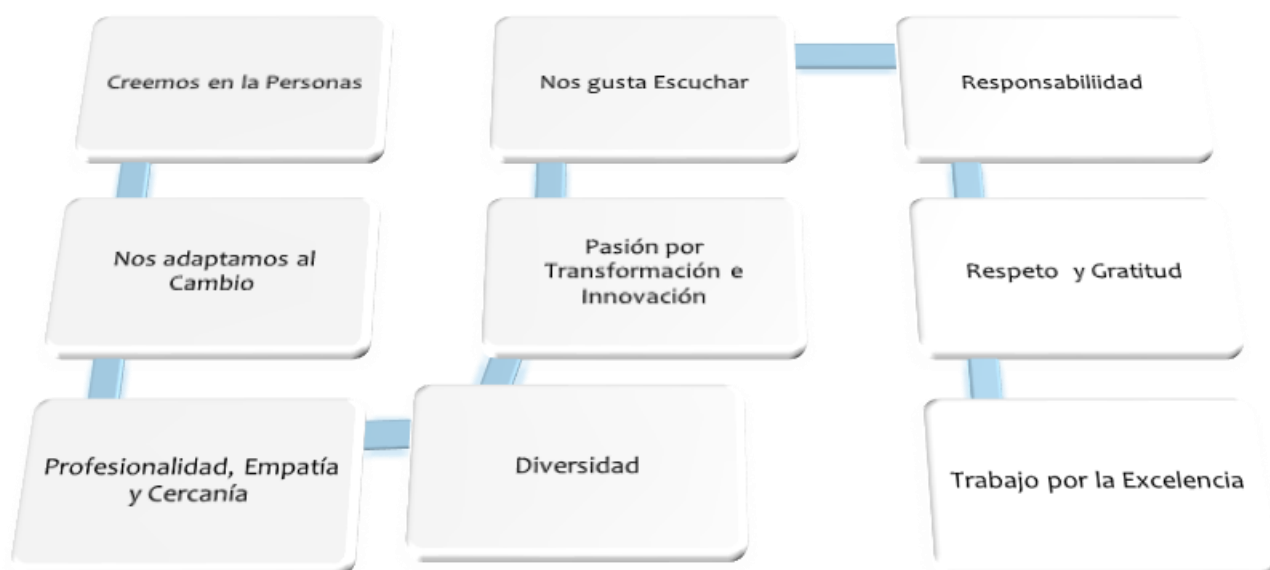 Creemos en la Personas
Nos adaptamos al
Cambio
Profesionalidad, Empatía
y Cercanía
Diversidad
Pasión por
Transformación e
Innovación
Nos gusta Escuchar
Responsabiliidad
Respeto y Gratitud
Trabajo por la Excelencia